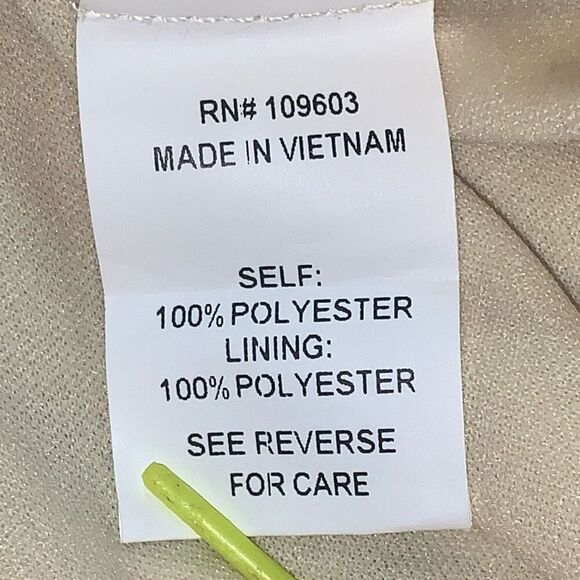 RN# 109603
MADE IN VIETNAM
SELF:
100% POLYESTER
LINING:
100% POLYESTER
SEE REVERSE
FOR CARE